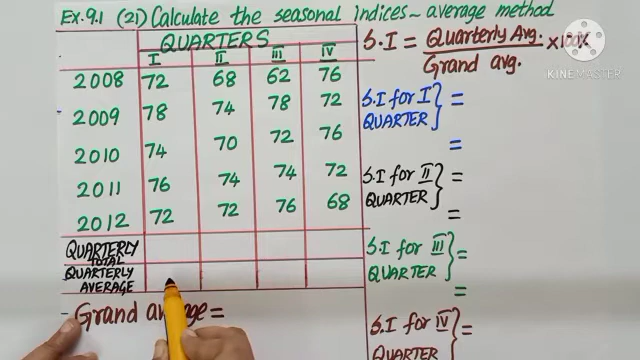 Ex.9.1 (21) Calculate the seasonal indices ~ average method
QUARTERS
I II III IV
2008 72 68 62 76
2009 78 74 78 72
2010 74 70 72 76
2011 76 74 74 72
2012 72 72 76 68
QUARTERLY TOTAL
QUARTERLY AVERAGE
Grand average =
S.I = Quarterly Avg. / Grand avg. ×100%
KINEMASTER
S.I for I QUARTER } =
=
S.I for II QUARTER } =
=
S.I for III QUARTER } =
=
S.I for IV QUARTER } =